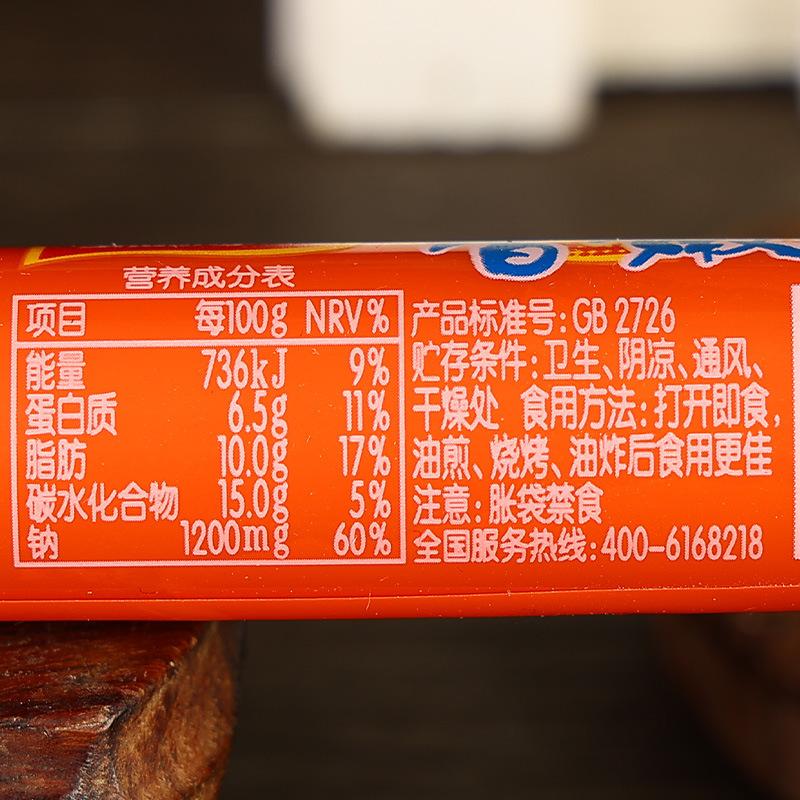 营养成分表
项目 每100g NRV%
能量 736kJ 9%
蛋白质 6.5g 11%
脂肪 10.0g 17%
碳水化合物 15.0g 5%
钠 1200mg 60%
产品标准号:GB 2726
贮存条件:卫生、阴凉、通风、
干燥处 食用方法:打开即食,
油煎、烧烤、油炸后食用更佳
注意:胀袋禁食
全国服务热线:400-6168218